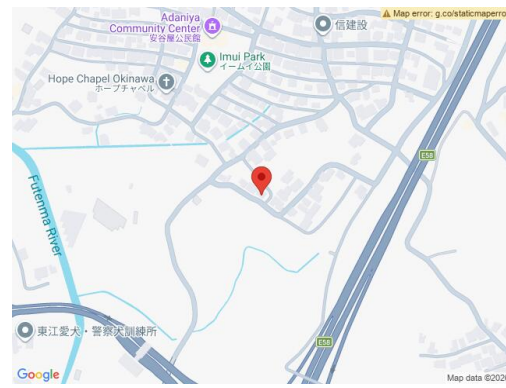 Map error: g.co/staticmaperro
Adaniya
Community Center
安谷屋公民館
信建設
Imui Park
イームイ公園
Hope Chapel Okinawa
ホープチャペル
E58
Futenma River
E58
東江愛犬・警察犬訓練所
Google
Map data ©2020